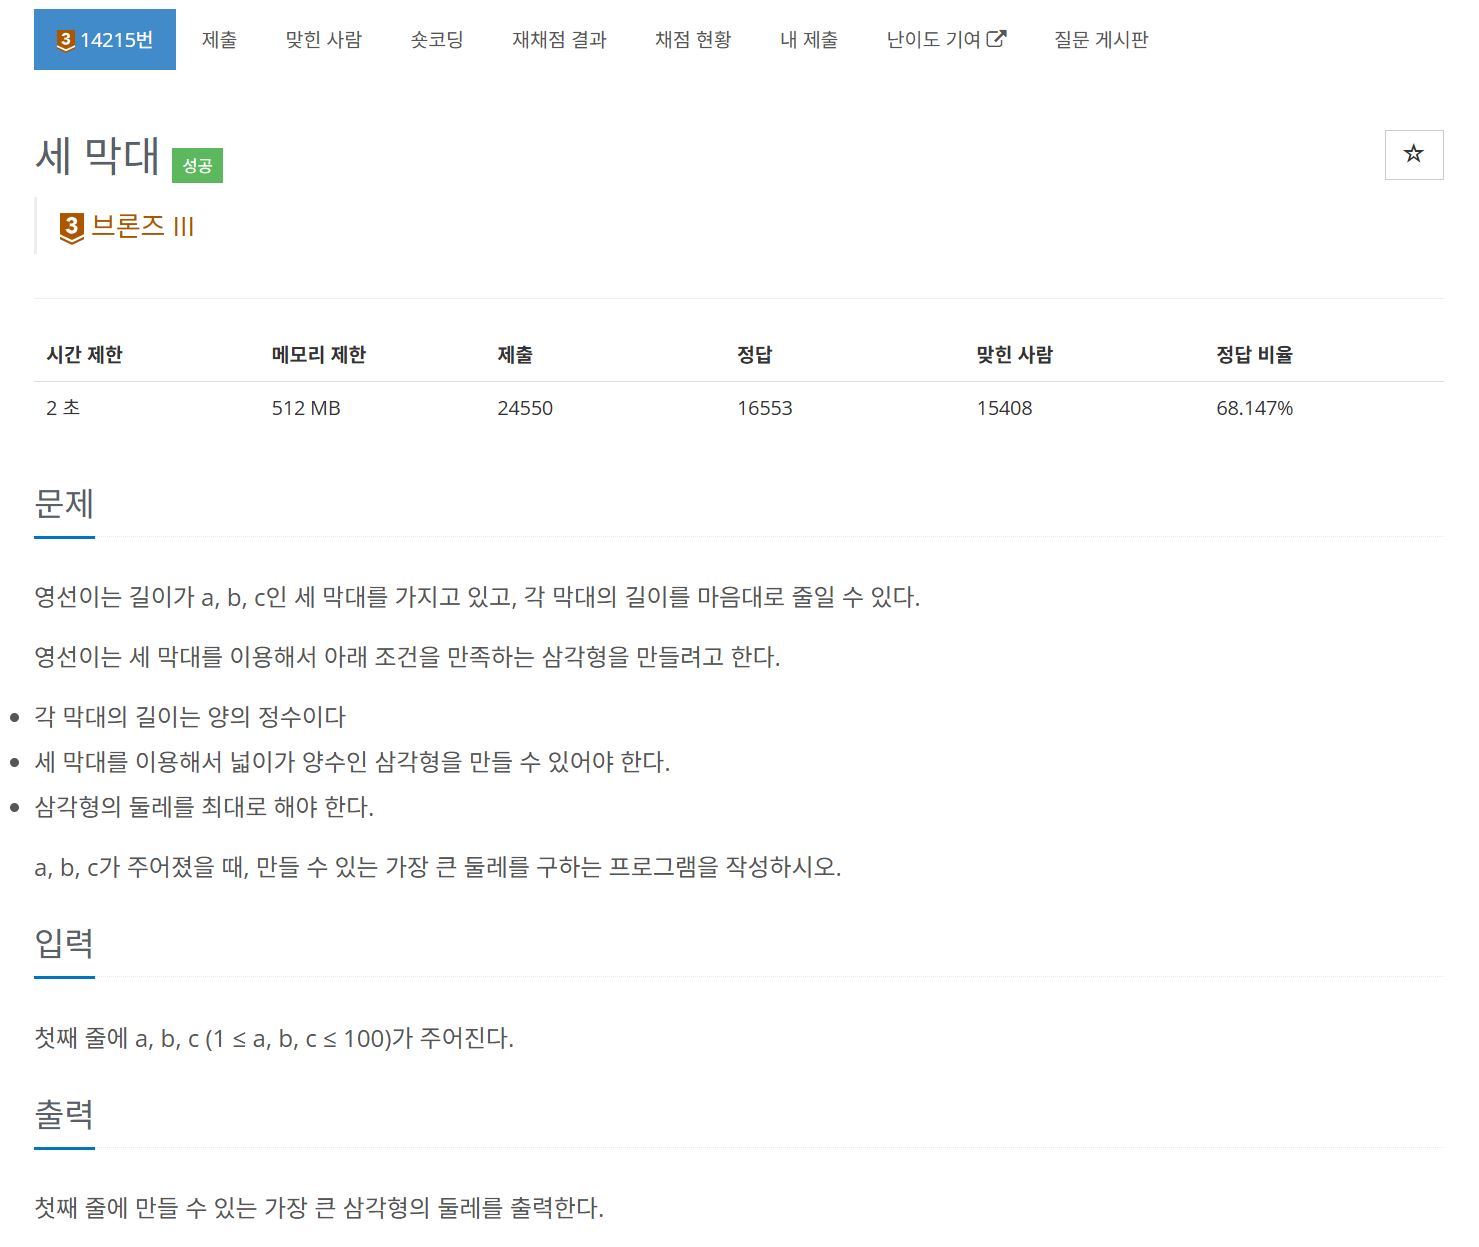 3 14215번 제출 맞힌 사람 숏코딩 재채점 결과 채점 현황 내 제출 난이도 기여 질문 게시판
세 막대 성공
3 브론즈 III
시간 제한 메모리 제한 제출 정답 맞힌 사람 정답 비율
2 초 512 MB 24550 16553 15408 68.147%
문제
영선이는 길이가 a, b, c인 세 막대를 가지고 있고, 각 막대의 길이를 마음대로 줄일 수 있다.
영선이는 세 막대를 이용해서 아래 조건을 만족하는 삼각형을 만들려고 한다.
• 각 막대의 길이는 양의 정수이다
• 세 막대를 이용해서 넓이가 양수인 삼각형을 만들 수 있어야 한다.
• 삼각형의 둘레를 최대로 해야 한다.
a, b, c가 주어졌을 때, 만들 수 있는 가장 큰 둘레를 구하는 프로그램을 작성하시오.
입력
첫째 줄에 a, b, c (1 ≤ a, b, c ≤ 100)가 주어진다.
출력
첫째 줄에 만들 수 있는 가장 큰 삼각형의 둘레를 출력한다.